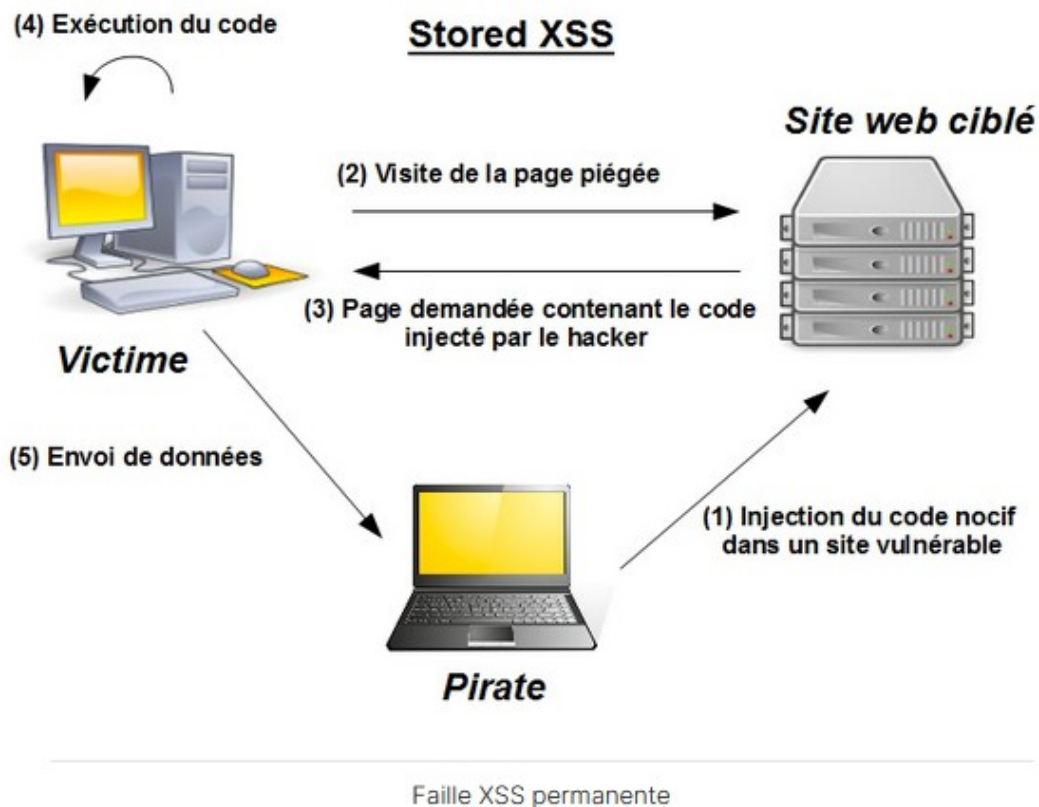 (4) Exécution du code
Stored XSS
Site web ciblé
(2) Visite de la page piégée
(3) Page demandée contenant le code
injecté par le hacker
Victime
(5) Envoi de données
(1) Injection du code nocif
dans un site vulnérable
Pirate
Faille XSS permanente